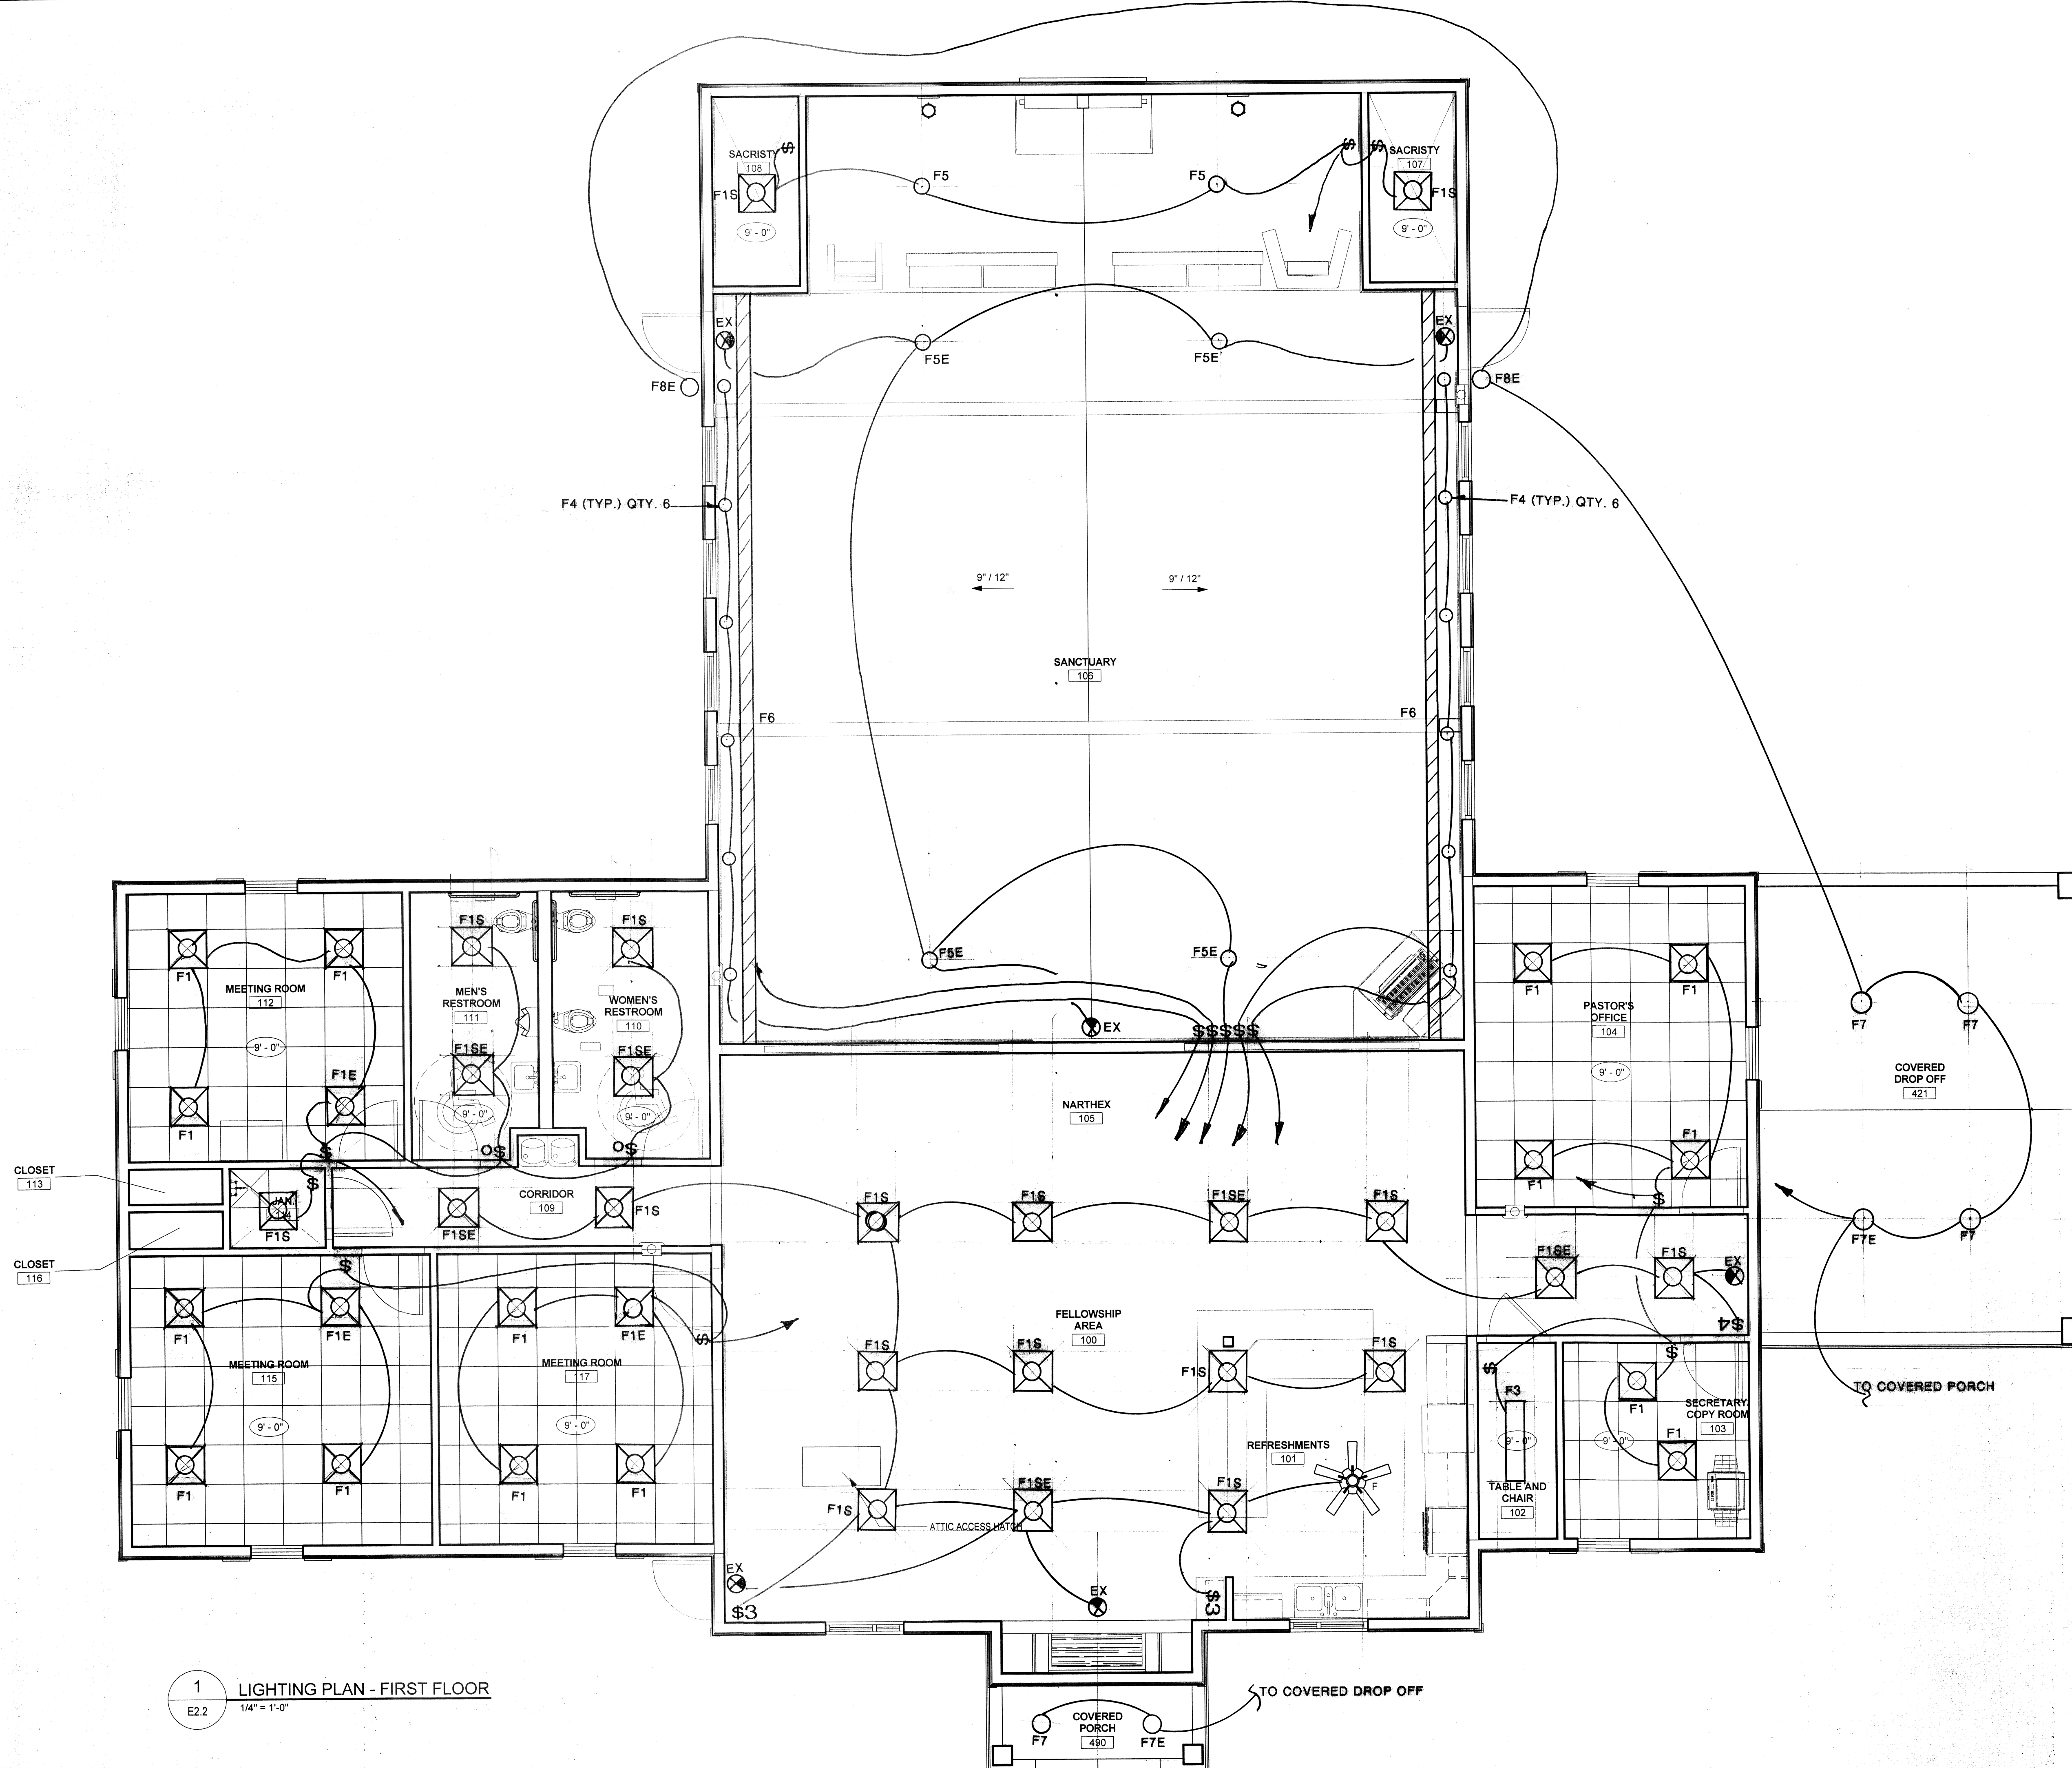 SACRISTY
108
F1S
9' - 0"
$
F5
F5
$
$
SACRISTY
107
F1S
9' - 0"
EX
EX
F5E
F5E
F8E
F8E
F4 (TYP.) QTY. 6
F4 (TYP.) QTY. 6
9" / 12"
9" / 12"
SANCTUARY
106
F6
F6
F5E
F5E
EX
$$$$$
F1
F1
MEETING ROOM
112
9' - 0"
F1E
F1
F1S
MEN'S
RESTROOM
111
F1SE
9' - 0"
F1S
WOMEN'S
RESTROOM
110
F1SE
9' - 0"
O$
O$
$
$
NARTHEX
105
F1
F1
PASTOR'S
OFFICE
104
9' - 0"
F1
F1
$
F7
F7
COVERED
DROP OFF
421
F7E
F7
TO COVERED PORCH
CLOSET
113
JAN.
114
F1S
CLOSET
116
CORRIDOR
109
F1SE
F1S
F1S
F1S
F1SE
F1S
F1SE
F1S
EX
$4
$
F1
F1E
MEETING ROOM
115
9' - 0"
F1
F1
F1
F1E
$
MEETING ROOM
117
9' - 0"
F1
F1
FELLOWSHIP
AREA
100
F1S
F1S
F1S
F1S
REFRESHMENTS
101
F
F1S
F1SE
F1S
ATTIC ACCESS HATCH
$
F3
9' - 0"
TABLE AND
CHAIR
102
$
F1
SECRETARY
COPY ROOM
103
F1
9' - 0"
EX
$3
EX
$3
1
E2.2
LIGHTING PLAN - FIRST FLOOR
1/4" = 1'-0"
TO COVERED DROP OFF
COVERED
PORCH
490
F7
F7E